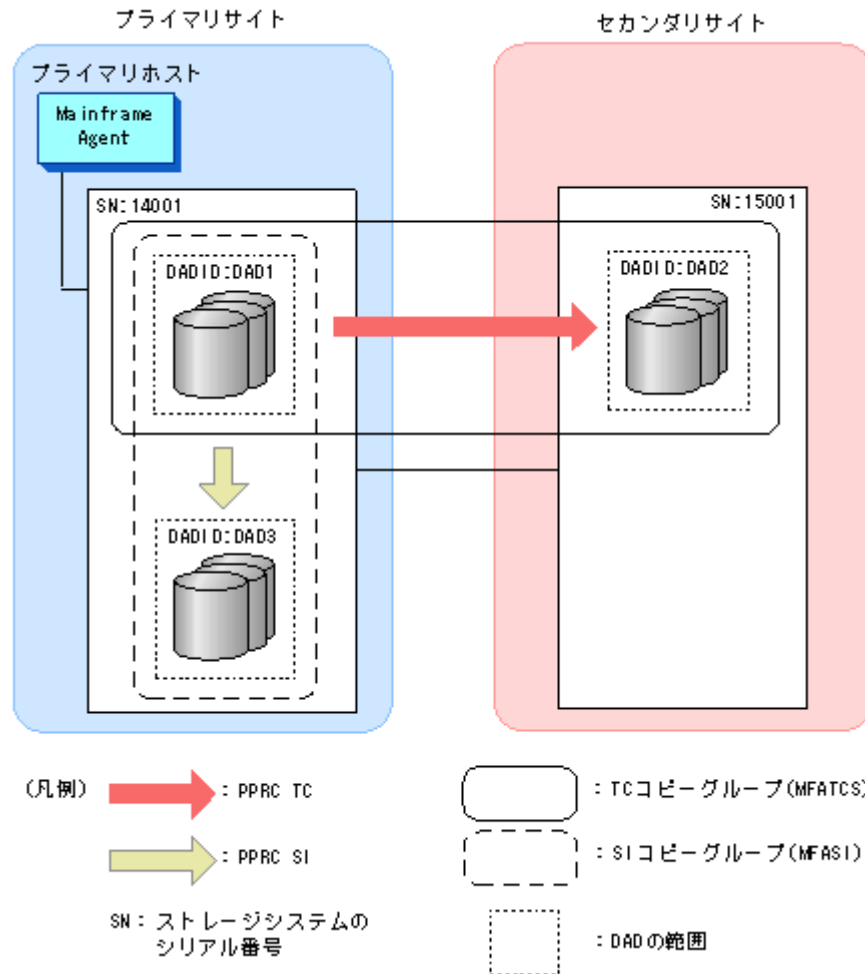 プライマリサイト
セカンダリサイト
プライマリホスト
Mainframe
Agent
SN:14001
SN:15001
DADID:DAD1
DADID:DAD2
DADID:DAD3
(凡例)
: PPRC TC
: TCコピーグループ(MFATCS)
: PPRC SI
: SIコピーグループ(MFASI)
SN: ストレージシステムの
シリアル番号
: DADの範囲